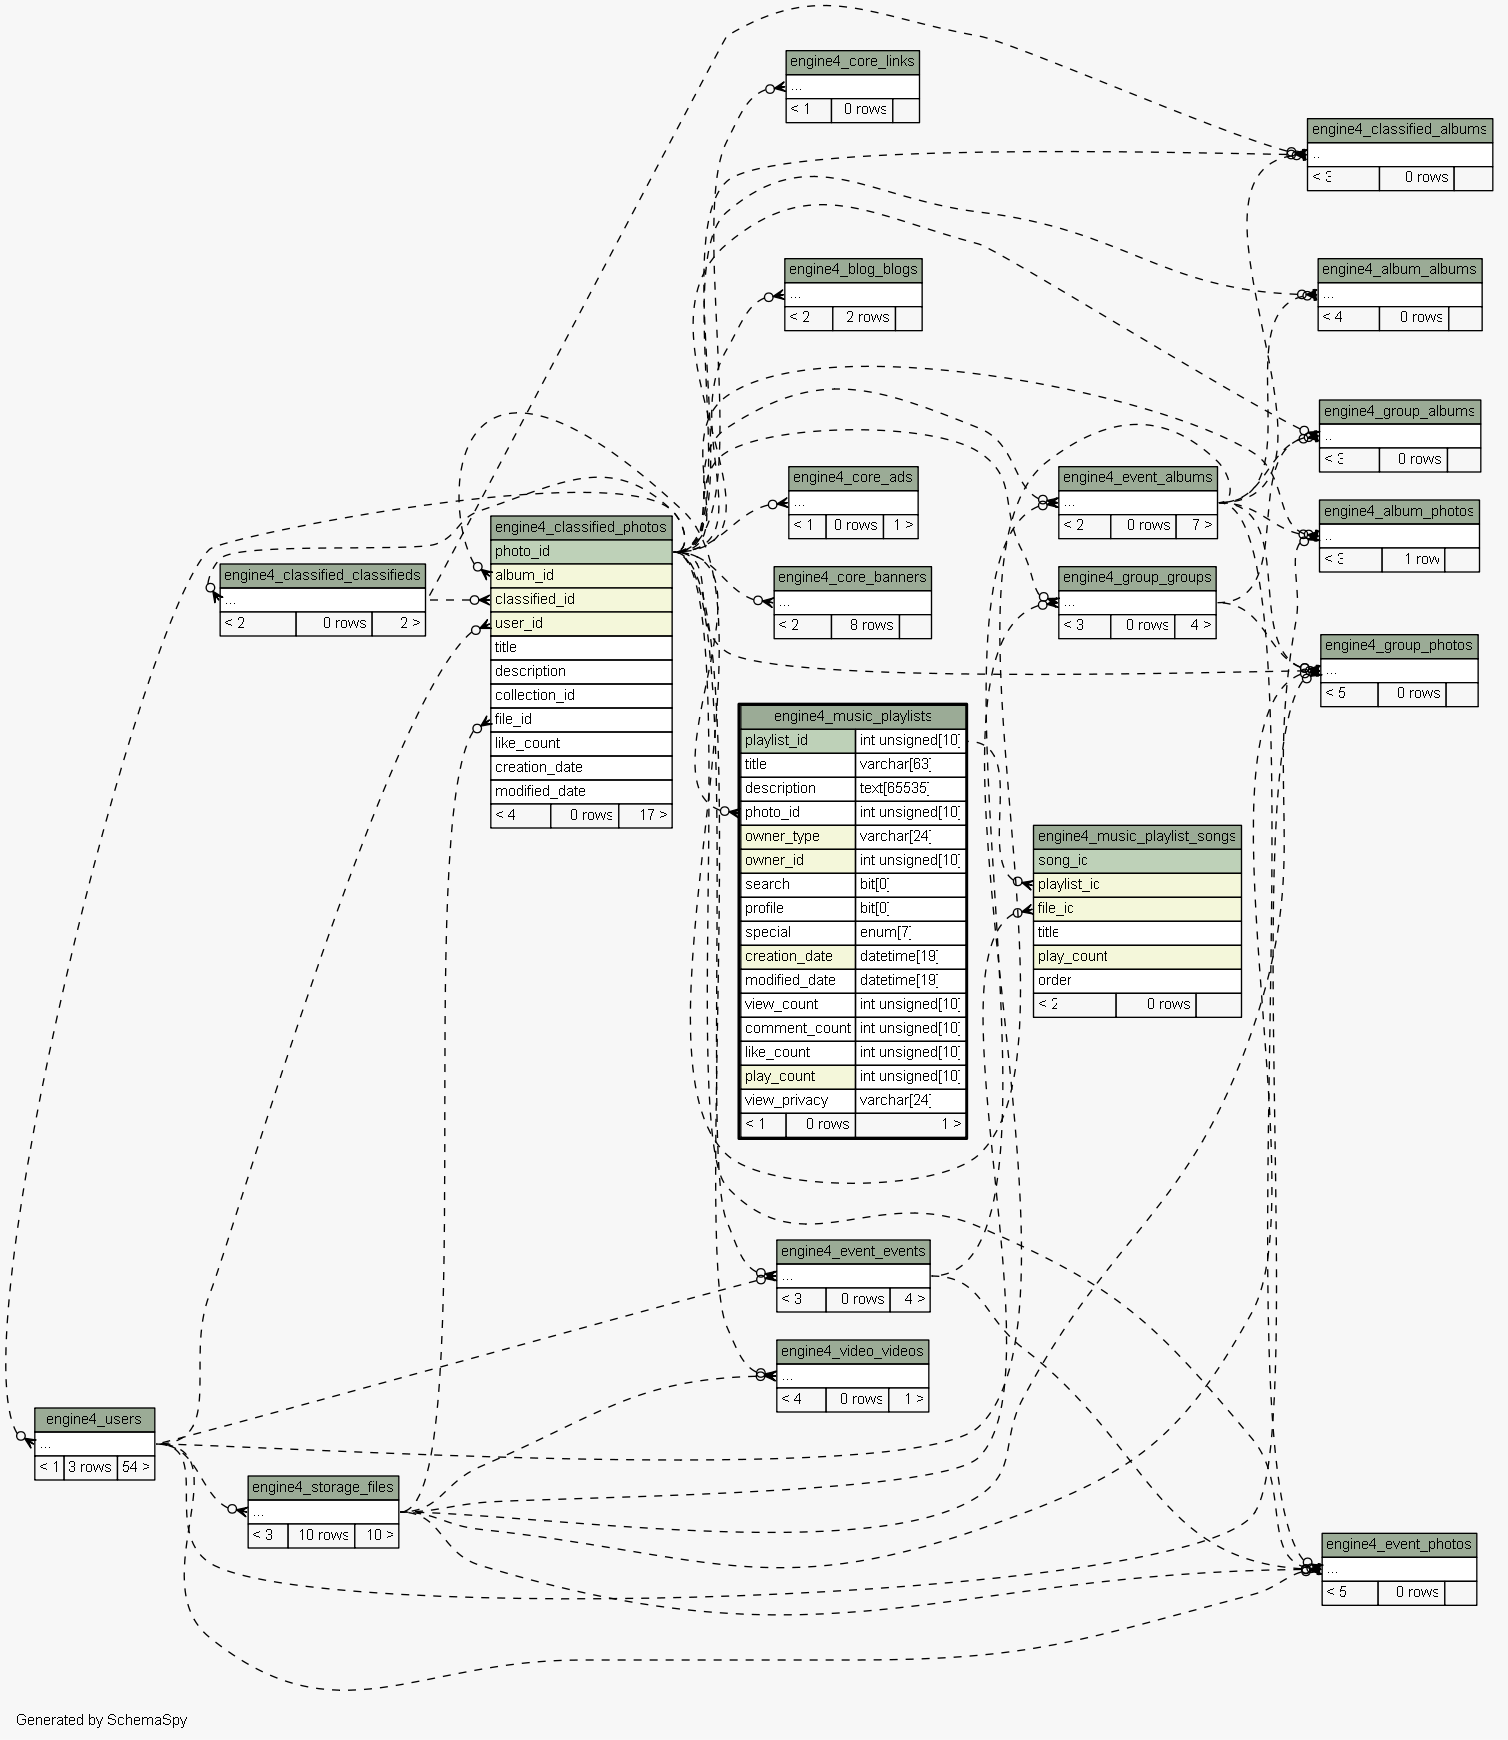 engine4_core_links
...
< 1 0 rows
engine4_classified_albums
..
< 3 0 rows
engine4_blog_blogs
...
< 2 2 rows
engine4_album_albums
...
< 4 0 rows
engine4_group_albums
..
< 3 0 rows
engine4_core_ads
...
< 1 0 rows 1 >
engine4_event_albums
...
< 2 0 rows 7 >
engine4_album_photos
..
< 3 1 row
engine4_classified_photos
photo_id
album_id
classified_id
user_id
title
description
collection_id
file_id
like_count
creation_date
modified_date
< 4 0 rows 17 >
engine4_classified_classifieds
...
< 2 0 rows 2 >
engine4_core_banners
...
< 2 8 rows
engine4_group_groups
...
< 3 0 rows 4 >
engine4_group_photos
...
< 5 0 rows
engine4_music_playlists
playlist_id int unsigned[10]
title varchar[63]
description text[65535]
photo_id int unsigned[10]
owner_type varchar[24]
owner_id int unsigned[10]
search bit[0]
profile bit[0]
special enum[7]
creation_date datetime[19]
modified_date datetime[19]
view_count int unsigned[10]
comment_count int unsigned[10]
like_count int unsigned[10]
play_count int unsigned[10]
view_privacy varchar[24]
< 1 0 rows 1 >
engine4_music_playlist_songs
song_id
playlist_id
file_id
title
play_count
order
< 2 0 rows
engine4_event_events
...
< 3 0 rows 4 >
engine4_video_videos
...
< 4 0 rows 1 >
engine4_users
...
< 1 3 rows 54 >
engine4_storage_files
...
< 3 10 rows 10 >
engine4_event_photos
...
< 5 0 rows
Generated by SchemaSpy